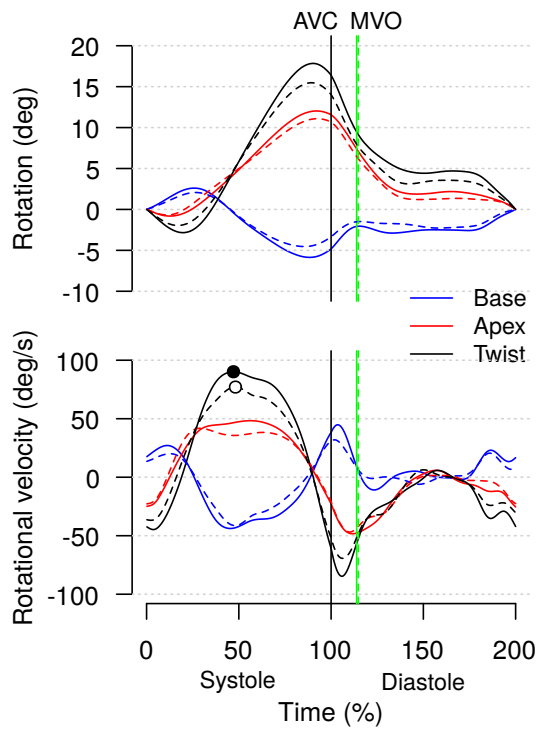 AVC MVO
Rotation (deg)
20
15
10
5
0
-5
-10
Base
Apex
Twist
Rotational velocity (deg/s)
100
50
0
-50
-100
0 50 100 150 200
Systole Diastole
Time (%)